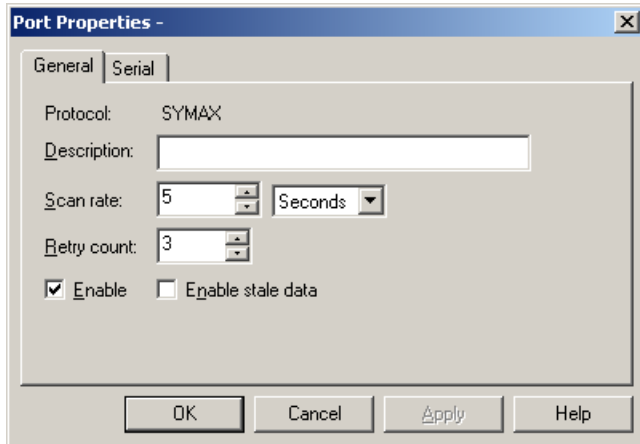 Port Properties -
General Serial
Protocol: SYMAX
Description:
Scan rate: 5 Seconds
Retry count: 3
Enable Enable stale data
OK Cancel Apply Help